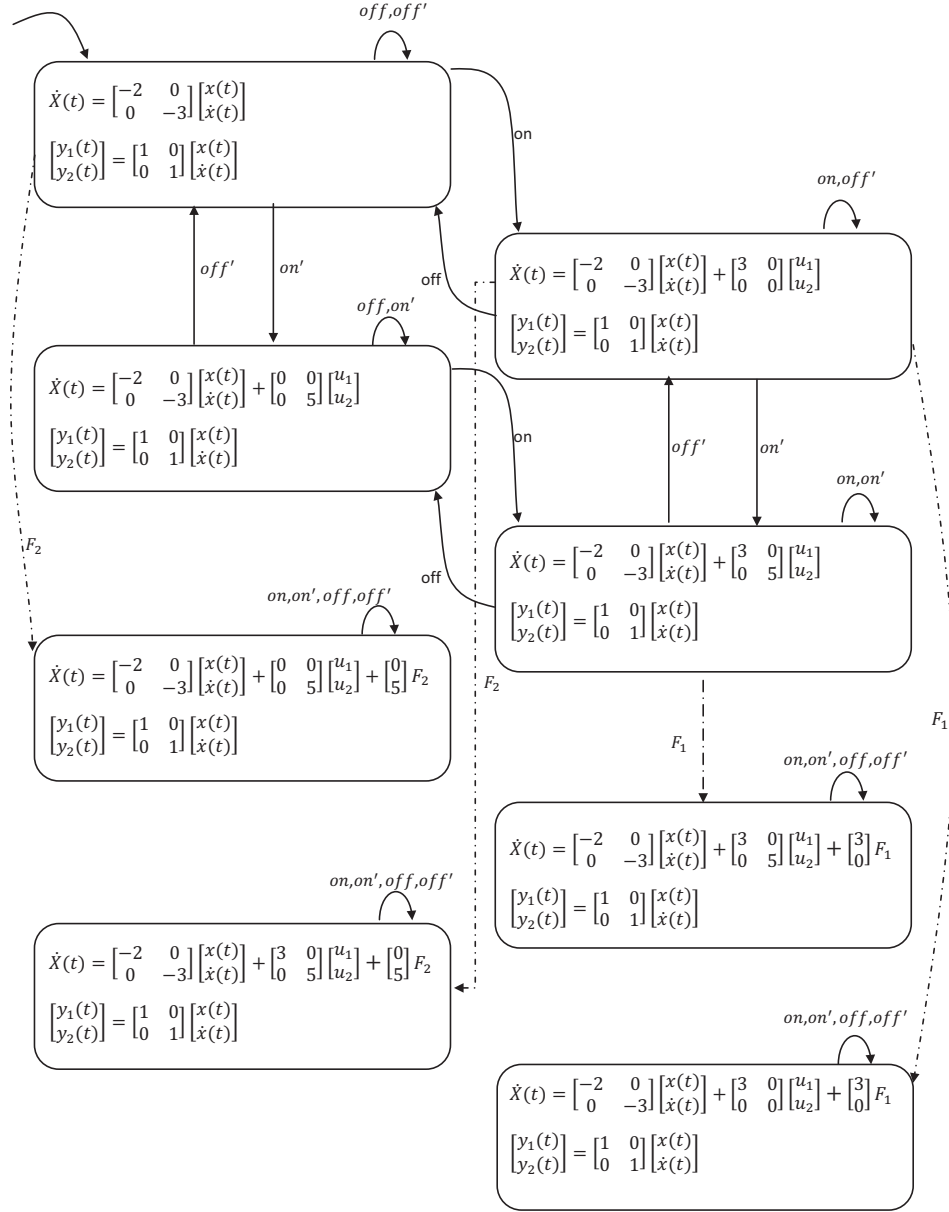 off,off′
Ẋ(t) = [−2 0; 0 −3] [x(t); ẋ(t)]
[y₁(t); y₂(t)] = [1 0; 0 1] [x(t); ẋ(t)]
on
on,off′
off′
on′
off
Ẋ(t) = [−2 0; 0 −3] [x(t); ẋ(t)] + [3 0; 0 0] [u₁; u₂]
[y₁(t); y₂(t)] = [1 0; 0 1] [x(t); ẋ(t)]
off,on′
Ẋ(t) = [−2 0; 0 −3] [x(t); ẋ(t)] + [0 0; 0 5] [u₁; u₂]
[y₁(t); y₂(t)] = [1 0; 0 1] [x(t); ẋ(t)]
on
off′
on′
on,on′
F₂
off
Ẋ(t) = [−2 0; 0 −3] [x(t); ẋ(t)] + [3 0; 0 5] [u₁; u₂]
[y₁(t); y₂(t)] = [1 0; 0 1] [x(t); ẋ(t)]
on,on′,off,off′
Ẋ(t) = [−2 0; 0 −3] [x(t); ẋ(t)] + [0 0; 0 5] [u₁; u₂] + [0; 5] F₂
[y₁(t); y₂(t)] = [1 0; 0 1] [x(t); ẋ(t)]
F₂
F₁
F₁
on,on′,off,off′
Ẋ(t) = [−2 0; 0 −3] [x(t); ẋ(t)] + [3 0; 0 5] [u₁; u₂] + [3; 0] F₁
[y₁(t); y₂(t)] = [1 0; 0 1] [x(t); ẋ(t)]
on,on′,off,off′
Ẋ(t) = [−2 0; 0 −3] [x(t); ẋ(t)] + [3 0; 0 5] [u₁; u₂] + [0; 5] F₂
[y₁(t); y₂(t)] = [1 0; 0 1] [x(t); ẋ(t)]
on,on′,off,off′
Ẋ(t) = [−2 0; 0 −3] [x(t); ẋ(t)] + [3 0; 0 0] [u₁; u₂] + [3; 0] F₁
[y₁(t); y₂(t)] = [1 0; 0 1] [x(t); ẋ(t)]